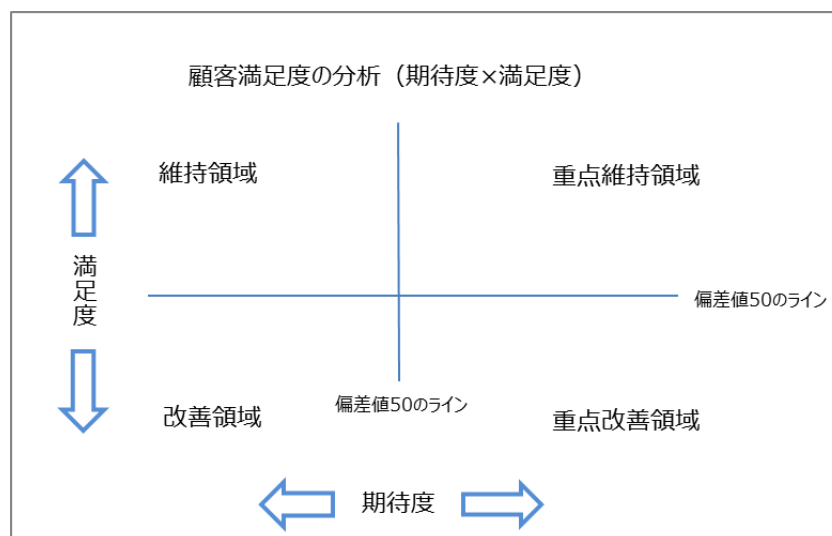 顧客満足度の分析（期待度×満足度）
維持領域
重点維持領域
満足度
偏差値50のライン
偏差値50のライン
改善領域
重点改善領域
期待度